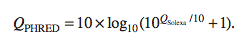 Q_PHRED = 10 × log₁₀(10^(Q_Solexa/10) + 1).